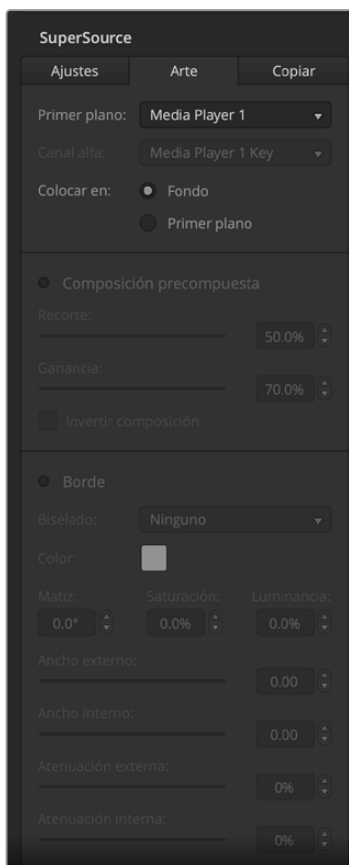 SuperSource
Ajustes Arte Copiar
Primer plano: Media Player 1
Canal alfa: Media Player 1 Key
Colocar en: Fondo
Primer plano
Composición precompuesta
Recorte:
50.0%
Ganancia:
70.0%
Invertir composición
Borde
Biselado: Ninguno
Color:
Matiz: Saturación: Luminancia:
0.0° 0.0% 0.0%
Ancho externo:
0.00
Ancho interno:
0.00
Atenuación externa:
0%
Atenuación interna:
0%